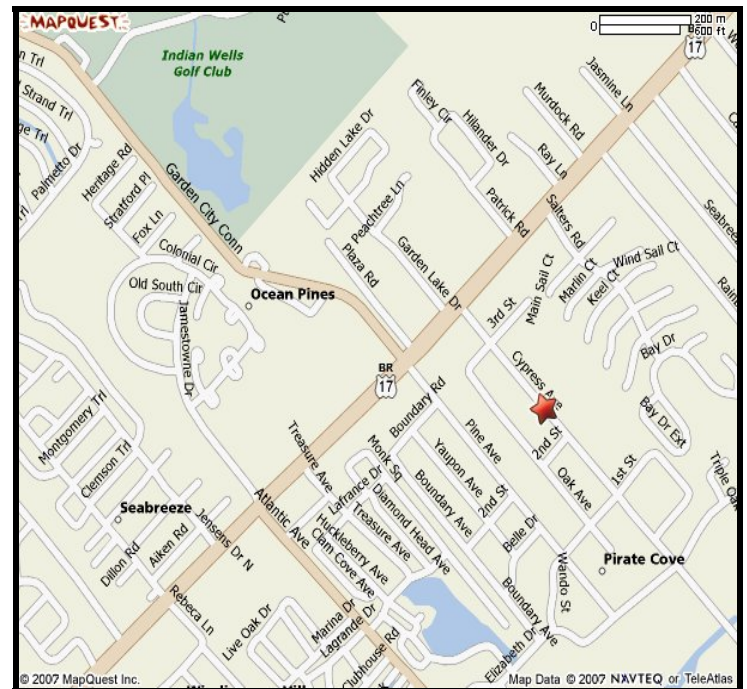 MAPQUEST
0
200 m
600 ft
BR
17
Indian Wells
Golf Club
Strand Trl
Palmetto Dr
Heritage Rd
Stratford Pl
Fox Ln
Garden City Conn
Colonial Cir
Old South Cir
Jamestowne Dr
Ocean Pines
Hidden Lake Dr
Peachtree Ln
Plaza Rd
Garden Lake Dr
Finley Cir
Hilander Dr
Patrick Rd
Murdock Rd
Jasmine Ln
Ray Ln
Salters Rd
Main Sail Ct
Marlin Ct
Keel Ct
Wind Sail Ct
Bay Dr
Bay Dr Ext
3rd St
Cypress Ave
2nd St
1st St
Oak Ave
Pine Ave
BR
17
Boundary Rd
Yaupon Ave
2nd St
Boundary Ave
Belle Dr
Wando St
Pirate Cove
Boundary Ave
Elizabeth Dr
Monk Sq
Lafrance Dr
Diamond Head Ave
Treasure Ave
Treasure Ave
Huckleberry Ave
Clam Cove Ave
Atlantic Ave
Marina Dr
Lagrande Dr
Clubhouse Rd
Live Oak Dr
Rebeca Ln
Jensens Dr N
Aiken Rd
Dillon Rd
Seabreeze
Clemson Trl
Montgomery Trl
© 2007 MapQuest Inc.
Map Data © 2007 NAVTEQ or TeleAtlas